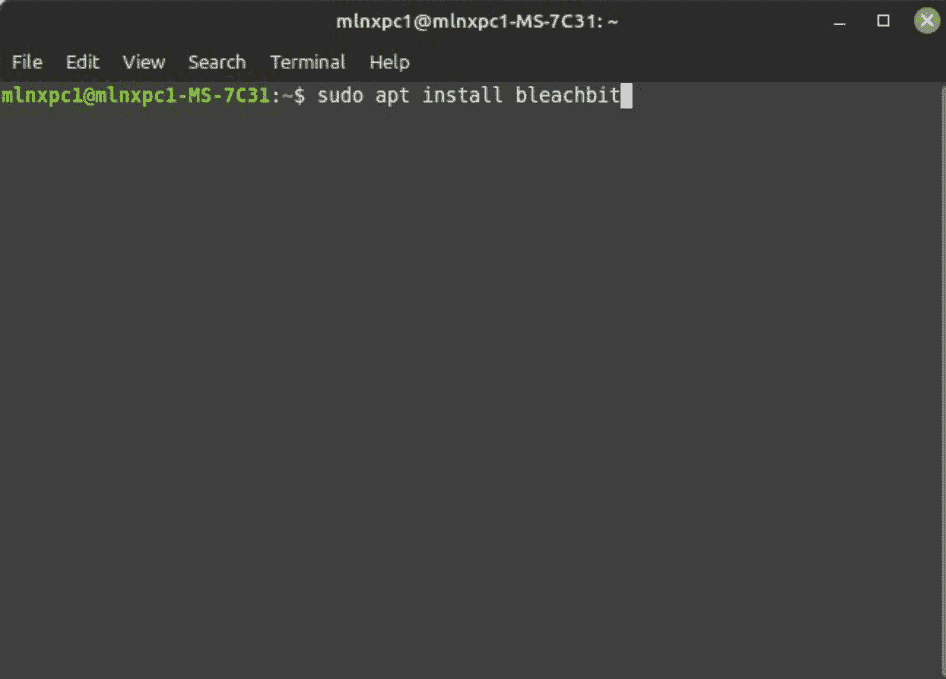 mlnxpc1@mlnxpc1-MS-7C31: ~
File Edit View Search Terminal Help
mlnxpc1@mlnxpc1-MS-7C31:~$ sudo apt install bleachbit